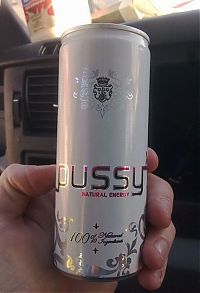 pussy
NATURAL ENERGY
100% Natural
Ingredients